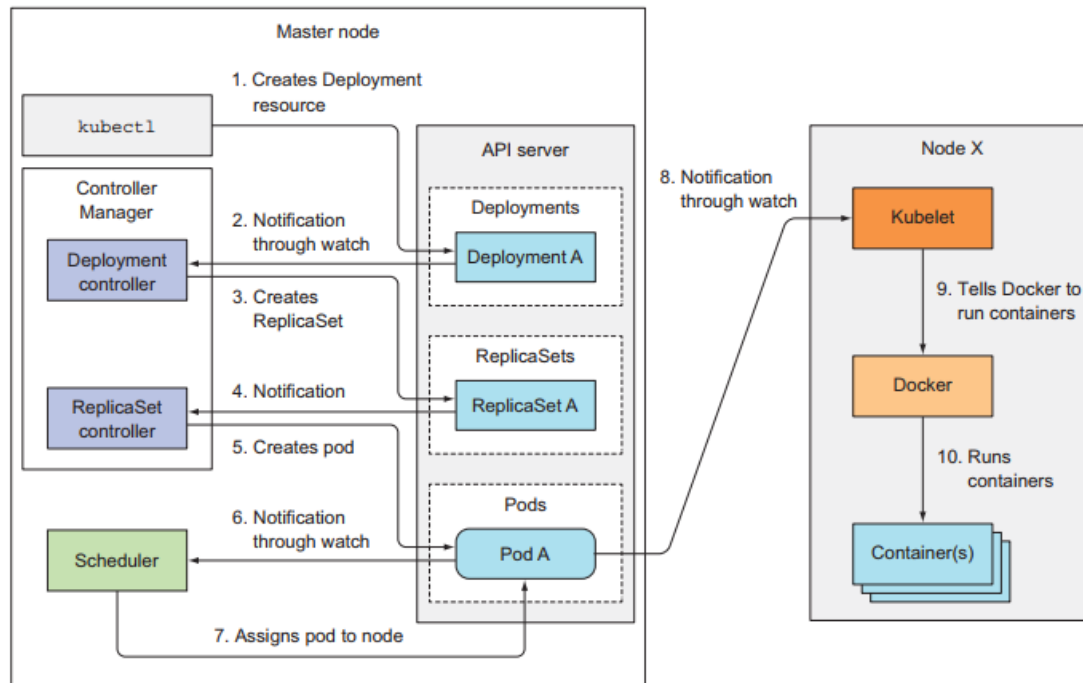 Master node
1. Creates Deployment
resource
kubectl
API server
Controller
Manager
Deployments
2. Notification
through watch
Deployment
controller
Deployment A
3. Creates
ReplicaSet
ReplicaSets
4. Notification
ReplicaSet
controller
ReplicaSet A
5. Creates pod
Pods
6. Notification
through watch
Scheduler
Pod A
7. Assigns pod to node
8. Notification
through watch
Node X
Kubelet
9. Tells Docker to
run containers
Docker
10. Runs
containers
Container(s)